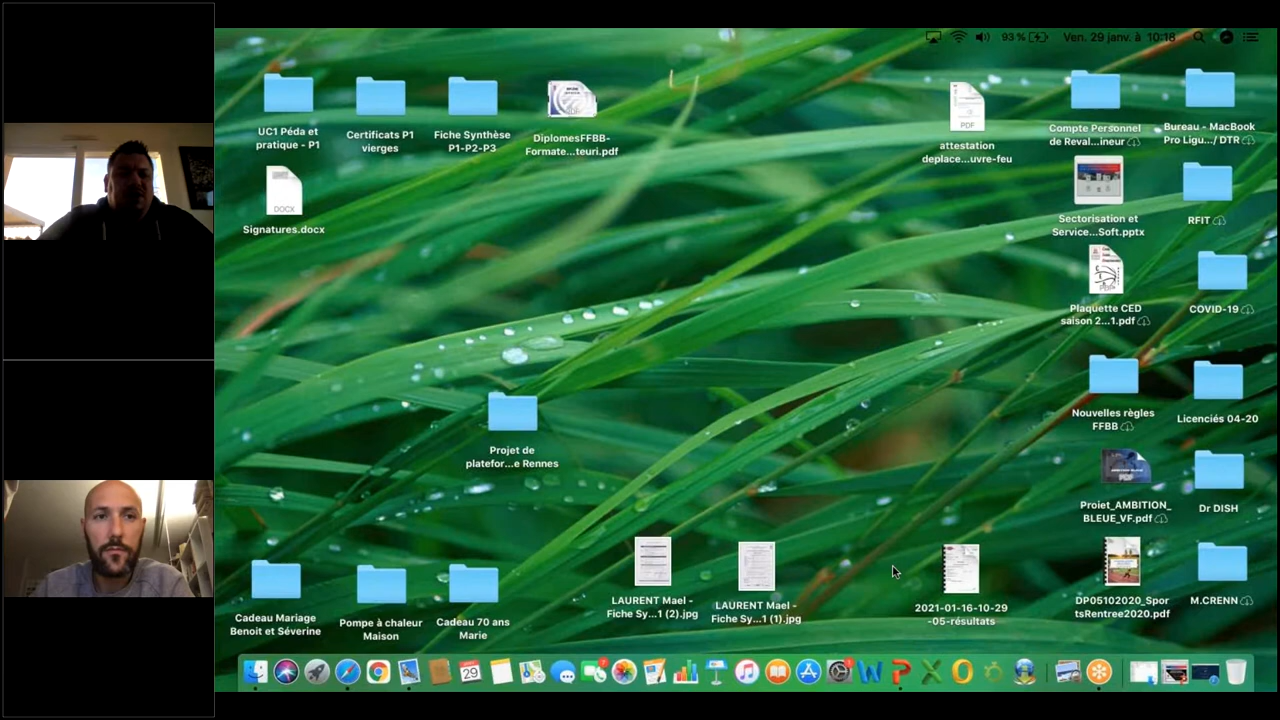 93 % Ven. 29 janv. à 10:18
UC1 Péda et
pratique - P1
Certificats P1
vierges
Fiche Synthèse
P1-P2-P3
DiplomesFFBB-
Formate...teuri.pdf
PDF
attestation
deplace...uvre-feu
Compte Personnel
de Reval...ineur
Bureau - MacBook
Pro Ligu.../ DTR
DOCX
Signatures.docx
Sectorisation et
Service...Soft.pptx
RFIT
Plaquette CED
saison 2...1.pdf
COVID-19
Nouvelles règles
FFBB
Licenciés 04-20
Projet de
platefor...e Rennes
PDF
Projet_AMBITION_
BLEUE_VF.pdf
Dr DISH
Cadeau Mariage
Benoit et Séverine
Pompe à chaleur
Maison
Cadeau 70 ans
Marie
LAURENT Mael -
Fiche Sy...1 (2).jpg
LAURENT Mael -
Fiche Sy...1 (1).jpg
2021-01-16-10-29
-05-résultats
DP05102020_Spor
tsRentree2020.pdf
M.CRENN
29